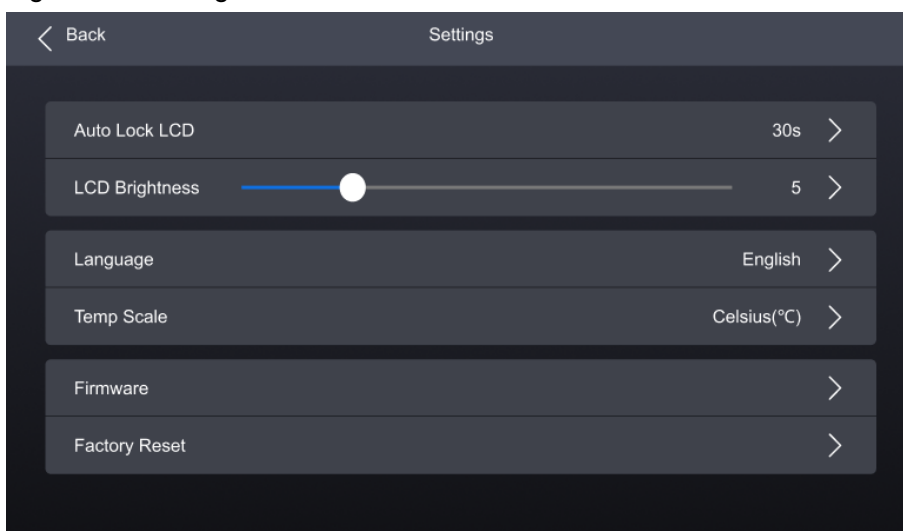 Back
Settings
Auto Lock LCD 30s
LCD Brightness 5
Language English
Temp Scale Celsius(℃)
Firmware
Factory Reset